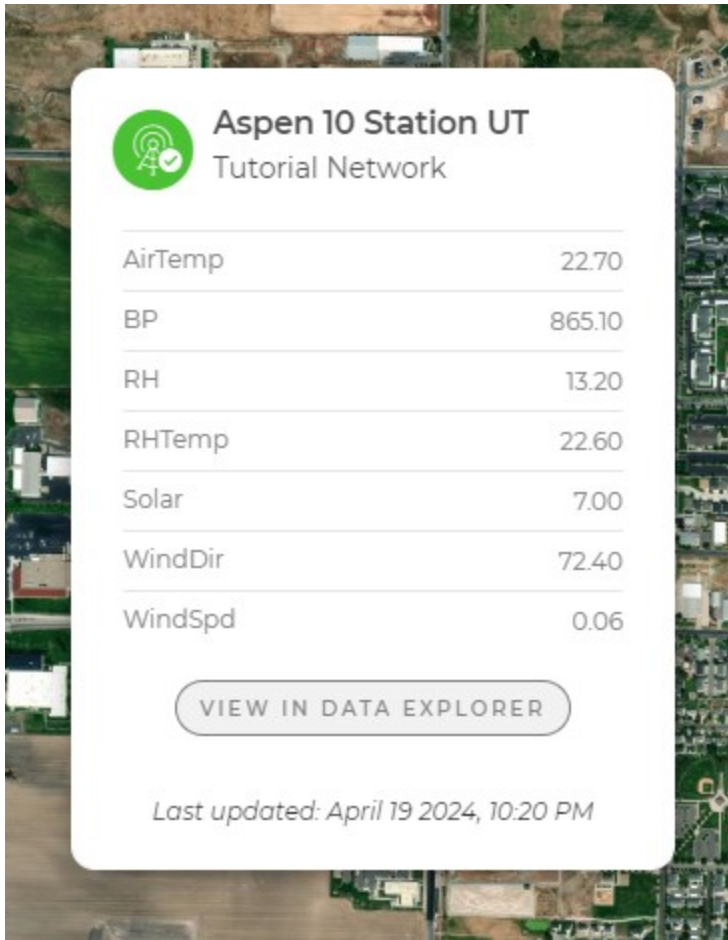 Aspen 10 Station UT
Tutorial Network
AirTemp 22.70
BP 865.10
RH 13.20
RHTemp 22.60
Solar 7.00
WindDir 72.40
WindSpd 0.06
VIEW IN DATA EXPLORER
Last updated: April 19 2024, 10:20 PM